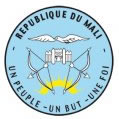 REPUBLIQUE DU MALI
UN PEUPLE - UN BUT - UNE FOI